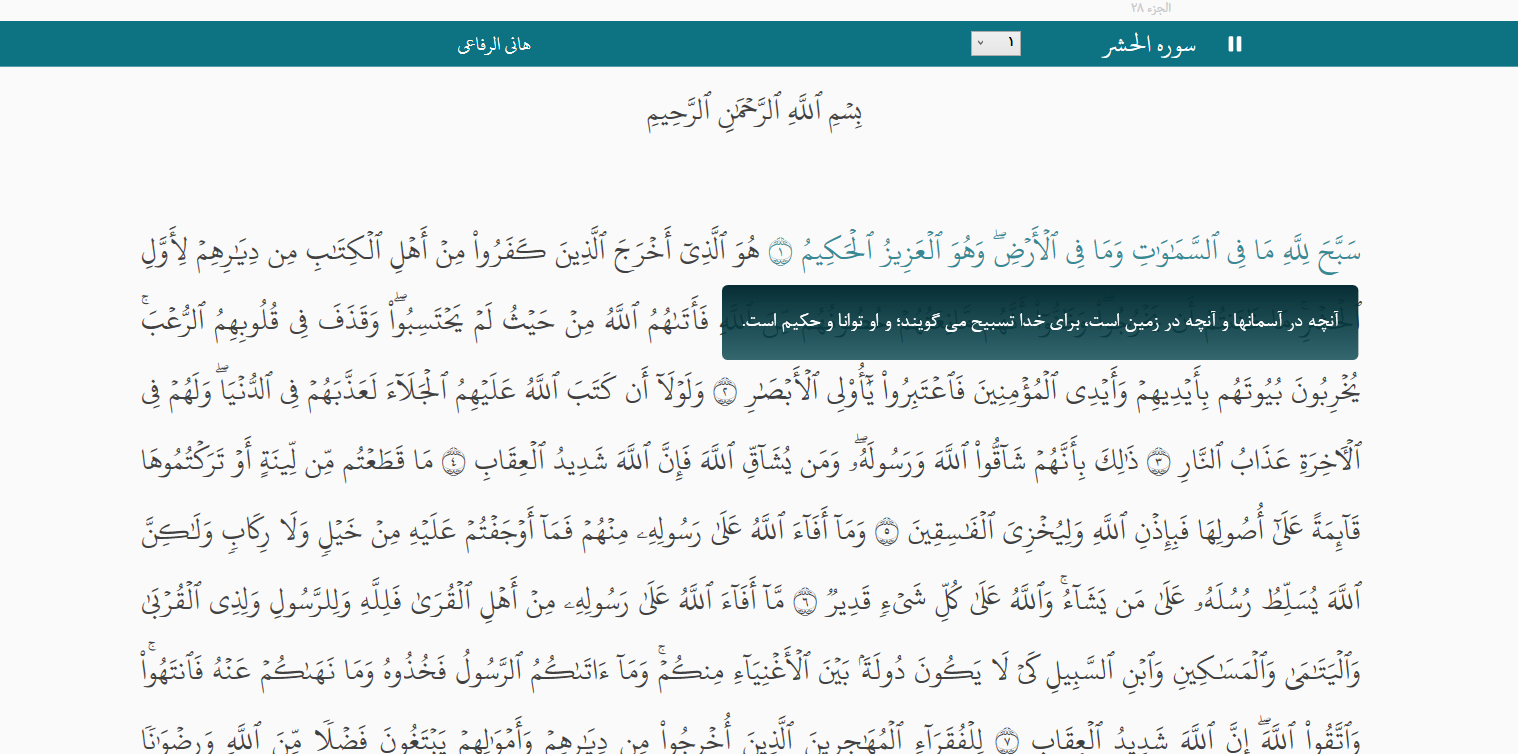 الجزء ۲۸
سوره الحشر ۱ هانی الرفاعی
بِسۡمِ ٱللَّهِ ٱلرَّحۡمَٰنِ ٱلرَّحِيمِ
سَبَّحَ لِلَّهِ مَا فِي ٱلسَّمَٰوَٰتِ وَمَا فِي ٱلۡأَرۡضِۖ وَهُوَ ٱلۡعَزِيزُ ٱلۡحَكِيمُ ١ هُوَ ٱلَّذِيٓ أَخۡرَجَ ٱلَّذِينَ كَفَرُواْ مِنۡ أَهۡلِ ٱلۡكِتَٰبِ مِن دِيَٰرِهِمۡ لِأَوَّلِ
فَأَتَىٰهُمُ ٱللَّهُ مِنۡ حَيۡثُ لَمۡ يَحۡتَسِبُواْۖ وَقَذَفَ فِي قُلُوبِهِمُ ٱلرُّعۡبَۚ
آنچه در آسمانها و آنچه در زمین است، برای خدا تسبیح می گویند؛ و او توانا و حکیم است.
يُخۡرِبُونَ بُيُوتَهُم بِأَيۡدِيهِمۡ وَأَيۡدِي ٱلۡمُؤۡمِنِينَ فَٱعۡتَبِرُواْ يَٰٓأُوْلِي ٱلۡأَبۡصَٰرِ ٢ وَلَوۡلَآ أَن كَتَبَ ٱللَّهُ عَلَيۡهِمُ ٱلۡجَلَآءَ لَعَذَّبَهُمۡ فِي ٱلدُّنۡيَاۖ وَلَهُمۡ فِي
ٱلۡأٓخِرَةِ عَذَابُ ٱلنَّارِ ٣ ذَٰلِكَ بِأَنَّهُمۡ شَآقُّواْ ٱللَّهَ وَرَسُولَهُۥۖ وَمَن يُشَآقِّ ٱللَّهَ فَإِنَّ ٱللَّهَ شَدِيدُ ٱلۡعِقَابِ ٤ مَا قَطَعۡتُم مِّن لِّينَةٍ أَوۡ تَرَكۡتُمُوهَا
قَآئِمَةً عَلَىٰٓ أُصُولِهَا فَبِإِذۡنِ ٱللَّهِ وَلِيُخۡزِيَ ٱلۡفَٰسِقِينَ ٥ وَمَآ أَفَآءَ ٱللَّهُ عَلَىٰ رَسُولِهِۦ مِنۡهُمۡ فَمَآ أَوۡجَفۡتُمۡ عَلَيۡهِ مِنۡ خَيۡلٖ وَلَا رِكَابٖ وَلَٰكِنَّ
ٱللَّهَ يُسَلِّطُ رُسُلَهُۥ عَلَىٰ مَن يَشَآءُۚ وَٱللَّهُ عَلَىٰ كُلِّ شَيۡءٖ قَدِيرٞ ٦ مَّآ أَفَآءَ ٱللَّهُ عَلَىٰ رَسُولِهِۦ مِنۡ أَهۡلِ ٱلۡقُرَىٰ فَلِلَّهِ وَلِلرَّسُولِ وَلِذِي ٱلۡقُرۡبَىٰ
وَٱلۡيَتَٰمَىٰ وَٱلۡمَسَٰكِينِ وَٱبۡنِ ٱلسَّبِيلِ كَيۡ لَا يَكُونَ دُولَةَۢ بَيۡنَ ٱلۡأَغۡنِيَآءِ مِنكُمۡۚ وَمَآ ءَاتَىٰكُمُ ٱلرَّسُولُ فَخُذُوهُ وَمَا نَهَىٰكُمۡ عَنۡهُ فَٱنتَهُواْۚ
وَٱتَّقُواْ ٱللَّهَۖ إِنَّ ٱللَّهَ شَدِيدُ ٱلۡعِقَابِ ٧ لِلۡفُقَرَآءِ ٱلۡمُهَٰجِرِينَ ٱلَّذِينَ أُخۡرِجُواْ مِن دِيَٰرِهِمۡ وَأَمۡوَٰلِهِمۡ يَبۡتَغُونَ فَضۡلٗا مِّنَ ٱللَّهِ وَرِضۡوَٰنٗا